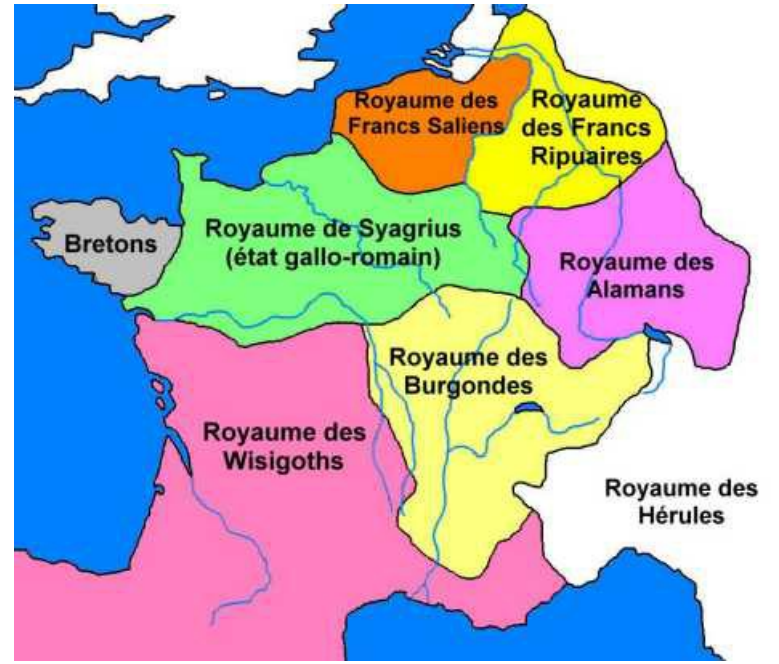 Royaume des
Francs Saliens
Royaume
des Francs
Ripuaires
Bretons
Royaume de Syagrius
(état gallo-romain)
Royaume des
Alamans
Royaume des
Burgondes
Royaume des
Wisigoths
Royaume des
Hérules